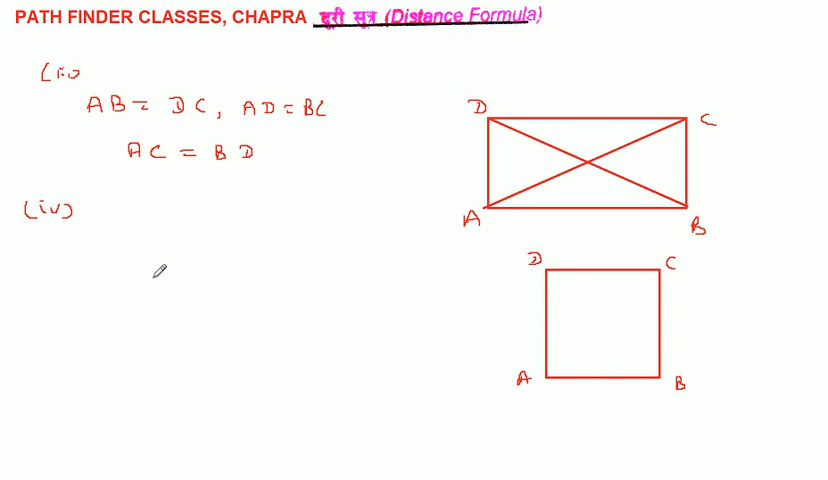 PATH FINDER CLASSES, CHAPRA दूरी सूत्र (Distance Formula)
AB = DC, AD = BC
AC = BD
(iv)
D
C
A
B
D
C
A
B